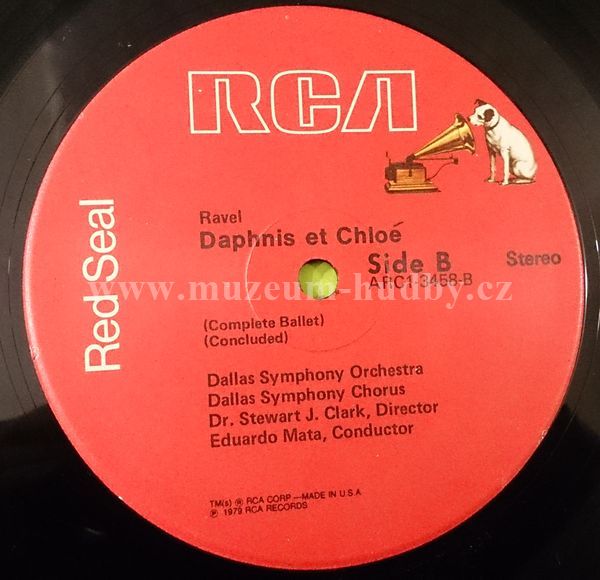 RCA
Red Seal
Ravel
Daphnis et Chloé
Side B
Stereo
ARC1-3458-B
www.muzeum-hudby.cz
(Complete Ballet)
(Concluded)
Dallas Symphony Orchestra
Dallas Symphony Chorus
Dr. Stewart J. Clark, Director
Eduardo Mata, Conductor
TM(s) ® RCA CORP.—MADE IN U.S.A
℗ 1979 RCA RECORDS